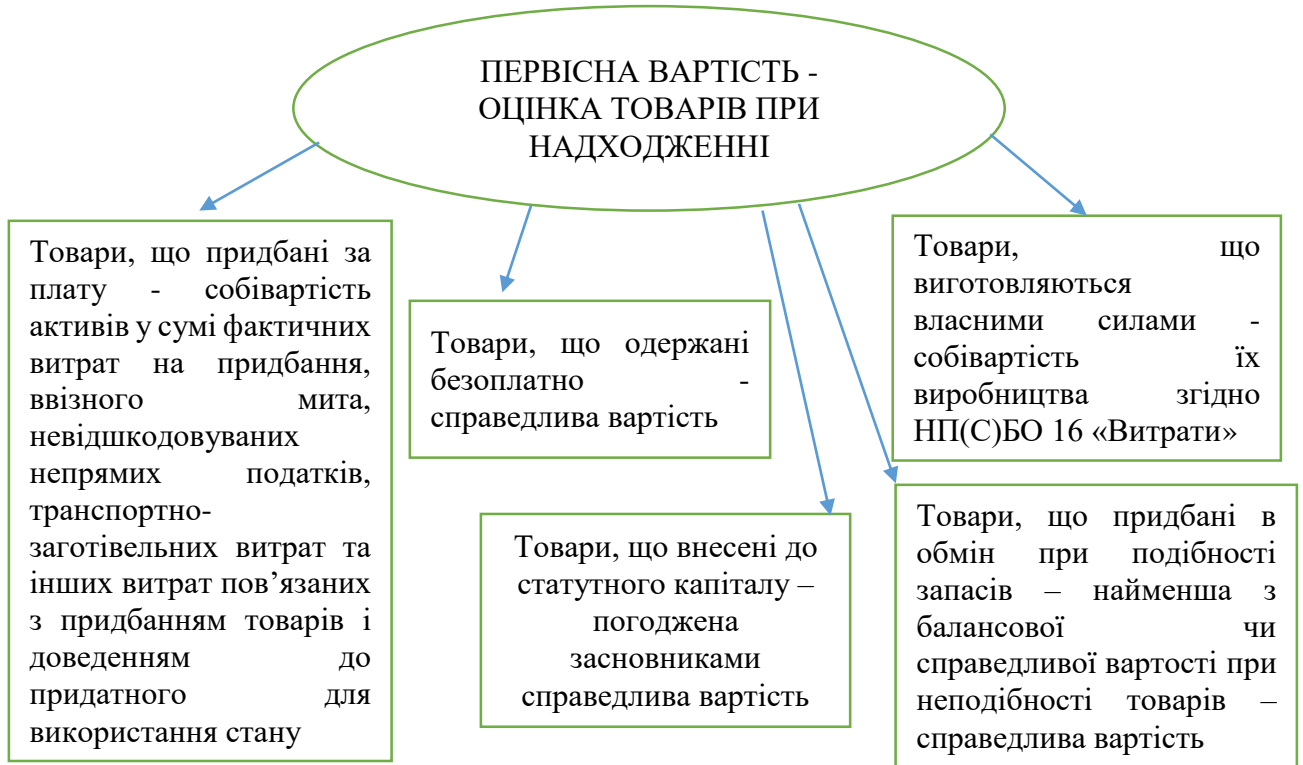 ПЕРВІСНА ВАРТІСТЬ -
ОЦІНКА ТОВАРІВ ПРИ
НАДХОДЖЕННІ
Товари, що придбані за
плату - собівартість
активів у сумі фактичних
витрат на придбання,
ввізного мита,
невідшкодовуваних
непрямих податків,
транспортно-
заготівельних витрат та
інших витрат пов’язаних
з придбанням товарів і
доведенням до
придатного для
використання стану
Товари, що одержані
безоплатно -
справедлива вартість
Товари, що внесені до
статутного капіталу –
погоджена
засновниками
справедлива вартість
Товари, що
виготовляються
власними силами -
собівартість їх
виробництва згідно
НП(С)БО 16 «Витрати»
Товари, що придбані в
обмін при подібності
запасів – найменша з
балансової чи
справедливої вартості при
неподібності товарів –
справедлива вартість